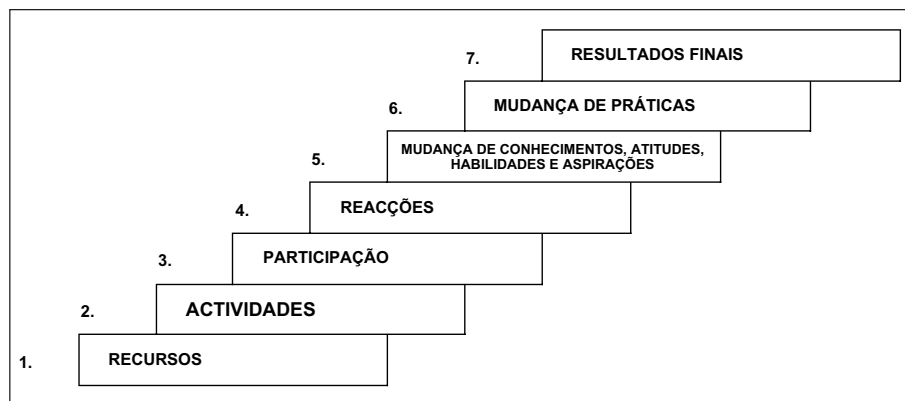 7. RESULTADOS FINAIS
6. MUDANÇA DE PRÁTICAS
5. MUDANÇA DE CONHECIMENTOS, ATITUDES,
HABILIDADES E ASPIRAÇÕES
4. REACÇÕES
3. PARTICIPAÇÃO
2. ACTIVIDADES
1. RECURSOS